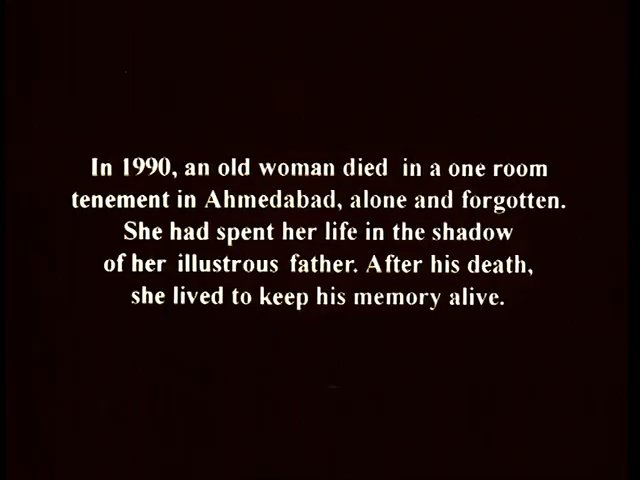 In 1990, an old woman died in a one room
tenement in Ahmedabad, alone and forgotten.
She had spent her life in the shadow
of her illustrous father. After his death,
she lived to keep his memory alive.